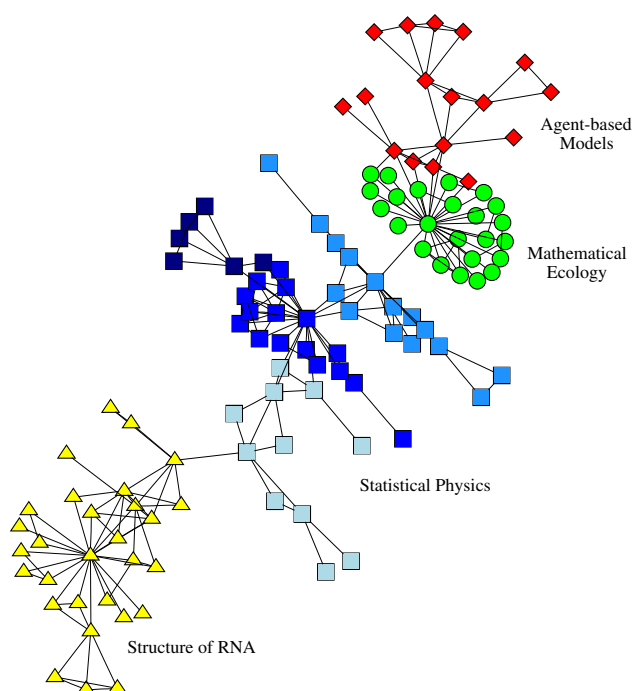 Agent-based
Models
Mathematical
Ecology
Statistical Physics
Structure of RNA